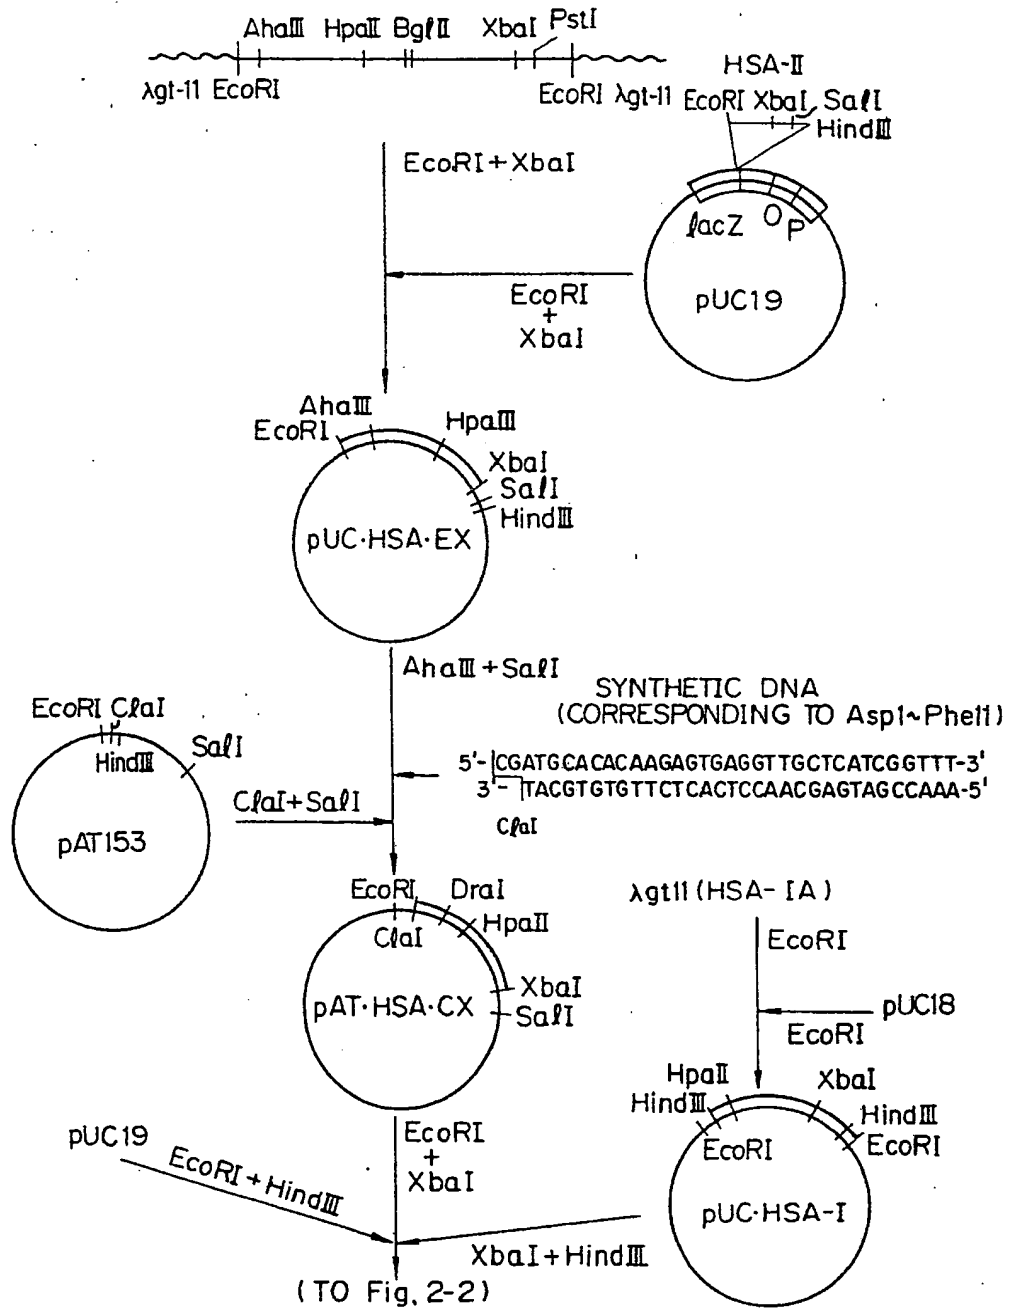 AhaIII HpaII BglII XbaI PstI
λgt-11 EcoRI
EcoRI λgt-11
HSA-II
EcoRI XbaI SalI
HindIII
lacZ O P
pUC19
EcoRI+XbaI
EcoRI
+
XbaI
AhaIII
EcoRI
HpaIII
XbaI
SalI
HindIII
pUC·HSA·EX
AhaIII+SalI
SYNTHETIC DNA
(CORRESPONDING TO Asp1~Phe11)
5'-CGATGCACACAAGAGTGAGGTTGCTCATCGGTTT-3'
3'-TACGTGTGTTCTCACTCCAACGAGTAGCCAAA-5'
ClaI
EcoRI ClaI
HindIII
SalI
pAT153
ClaI+SalI
EcoRI
DraI
HpaII
ClaI
XbaI
SalI
pAT·HSA·CX
λgt11(HSA-IA)
EcoRI
pUC18
EcoRI
HpaII
HindIII
XbaI
HindIII
EcoRI
EcoRI
pUC·HSA-I
pUC19
EcoRI+HindIII
EcoRI
+
XbaI
XbaI+HindIII
(TO Fig. 2-2)